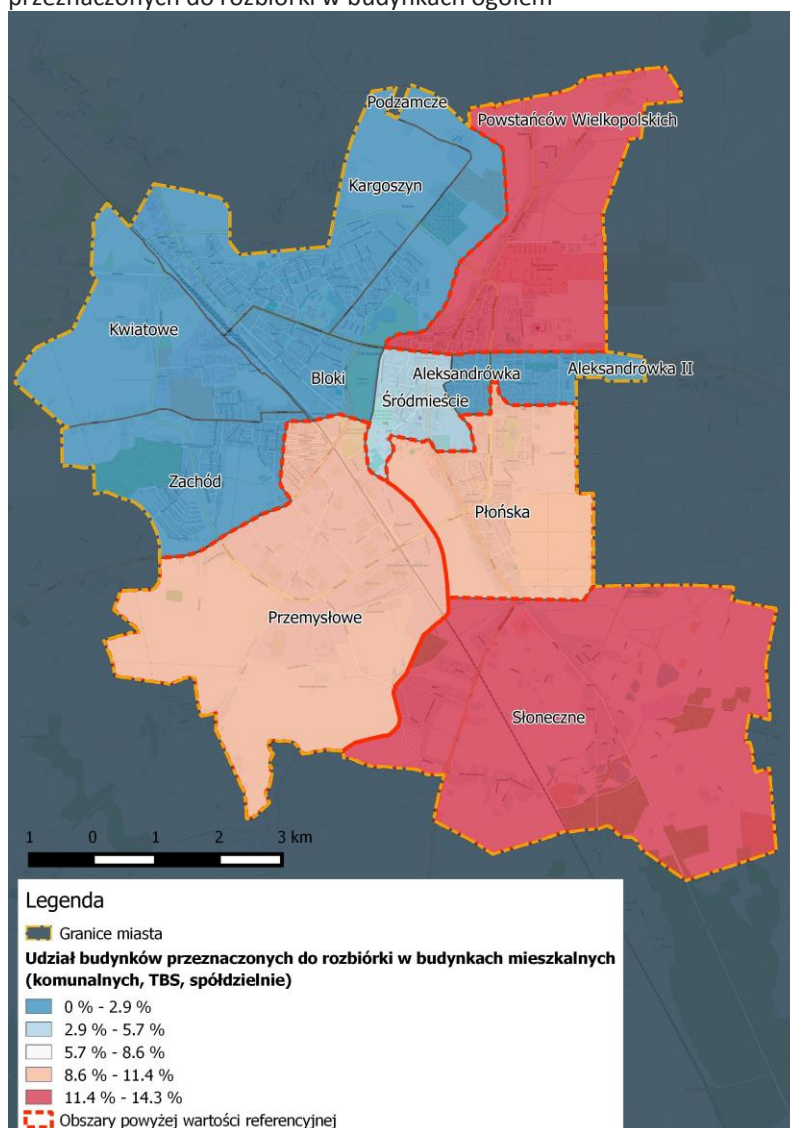 przeznaczonych do rozbiórki w budynkach ogółem
Podzamcze
Powstańców Wielkopolskich
Kargoszyn
Kwiatowe
Bloki
Aleksandrówka
Aleksandrówka II
Śródmieście
Zachód
Płońska
Przemysłowe
Słoneczne
1 0 1 2 3 km
Legenda
Granice miasta
Udział budynków przeznaczonych do rozbiórki w budynkach mieszkalnych
(komunalnych, TBS, spółdzielnie)
0 % - 2.9 %
2.9 % - 5.7 %
5.7 % - 8.6 %
8.6 % - 11.4 %
11.4 % - 14.3 %
Obszary powyżej wartości referencyjnej